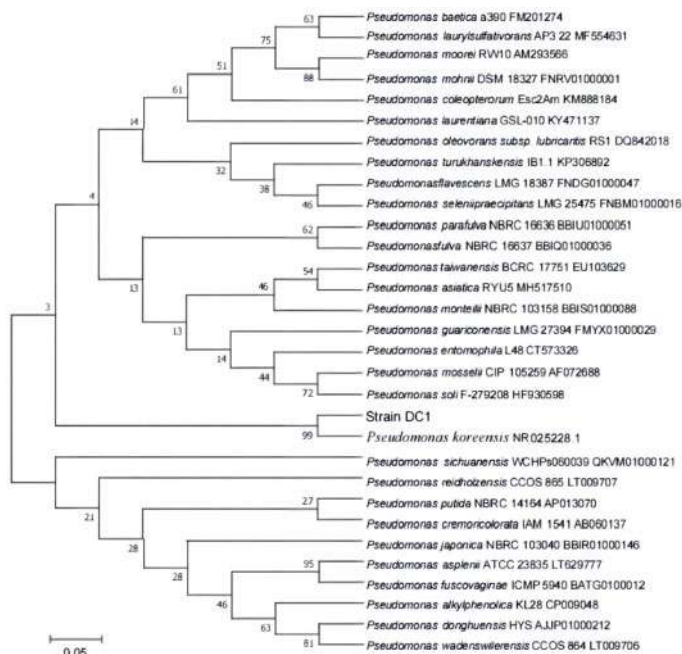 63
Pseudomonas baetica a390 FM201274
75
Pseudomonas laurylsulfativorans AP3 22 MF554631
51
Pseudomonas moorei RW10 AM293566
88
Pseudomonas mohnii DSM 18327 FNRV01000001
61
Pseudomonas coleopterorum Esc2Am KM888184
14
Pseudomonas laurentiana GSL-010 KY471137
Pseudomonas oleovorans subsp lubricantis RS1 DQ842018
32
Pseudomonas turukhanskensis IB1.1 KP306892
38
Pseudomonasflavescens LMG 18387 FNDG01000047
4
46
Pseudomonas seleniipraecipitans LMG 25475 FNBM01000016
Pseudomonas parafulva NBRC 16636 BBIU01000051
62
Pseudomonasfulva NBRC 16637 BBIQ01000036
13
54
Pseudomonas taiwanensis BCRC 17751 EU103629
46
Pseudomonas asiatica RYU5 MH517510
3
Pseudomonas monteilii NBRC 103158 BBIS01000088
13
Pseudomonas guariconensis LMG 27394 FMYX01000029
14
Pseudomonas entomophila L48 CT573326
44
Pseudomonas mosselii CIP 105259 AF072688
72
Pseudomonas soli F-279208 HF930598
Strain DC1
99
Pseudomonas koreensis NR 025228.1
Pseudomonas sichuanensis WCHPs060039 QKVM01000121
Pseudomonas reidholzensis CCOS 865 LT009707
21
27
Pseudomonas putida NBRC 14164 AP013070
Pseudomonas cremoricolorata IAM 1541 AB060137
28
Pseudomonas japonica NBRC 103040 BBIR01000146
28
95
Pseudomonas asplenii ATCC 23835 LT629777
Pseudomonas fuscovaginae ICMP 5940 BATG0100012
46
Pseudomonas alkylphenolica KL28 CP009048
63
Pseudomonas donghuensis HYS AJJP01000212
81
Pseudomonas wadenswilerensis CCOS 864 LT009706
0.05